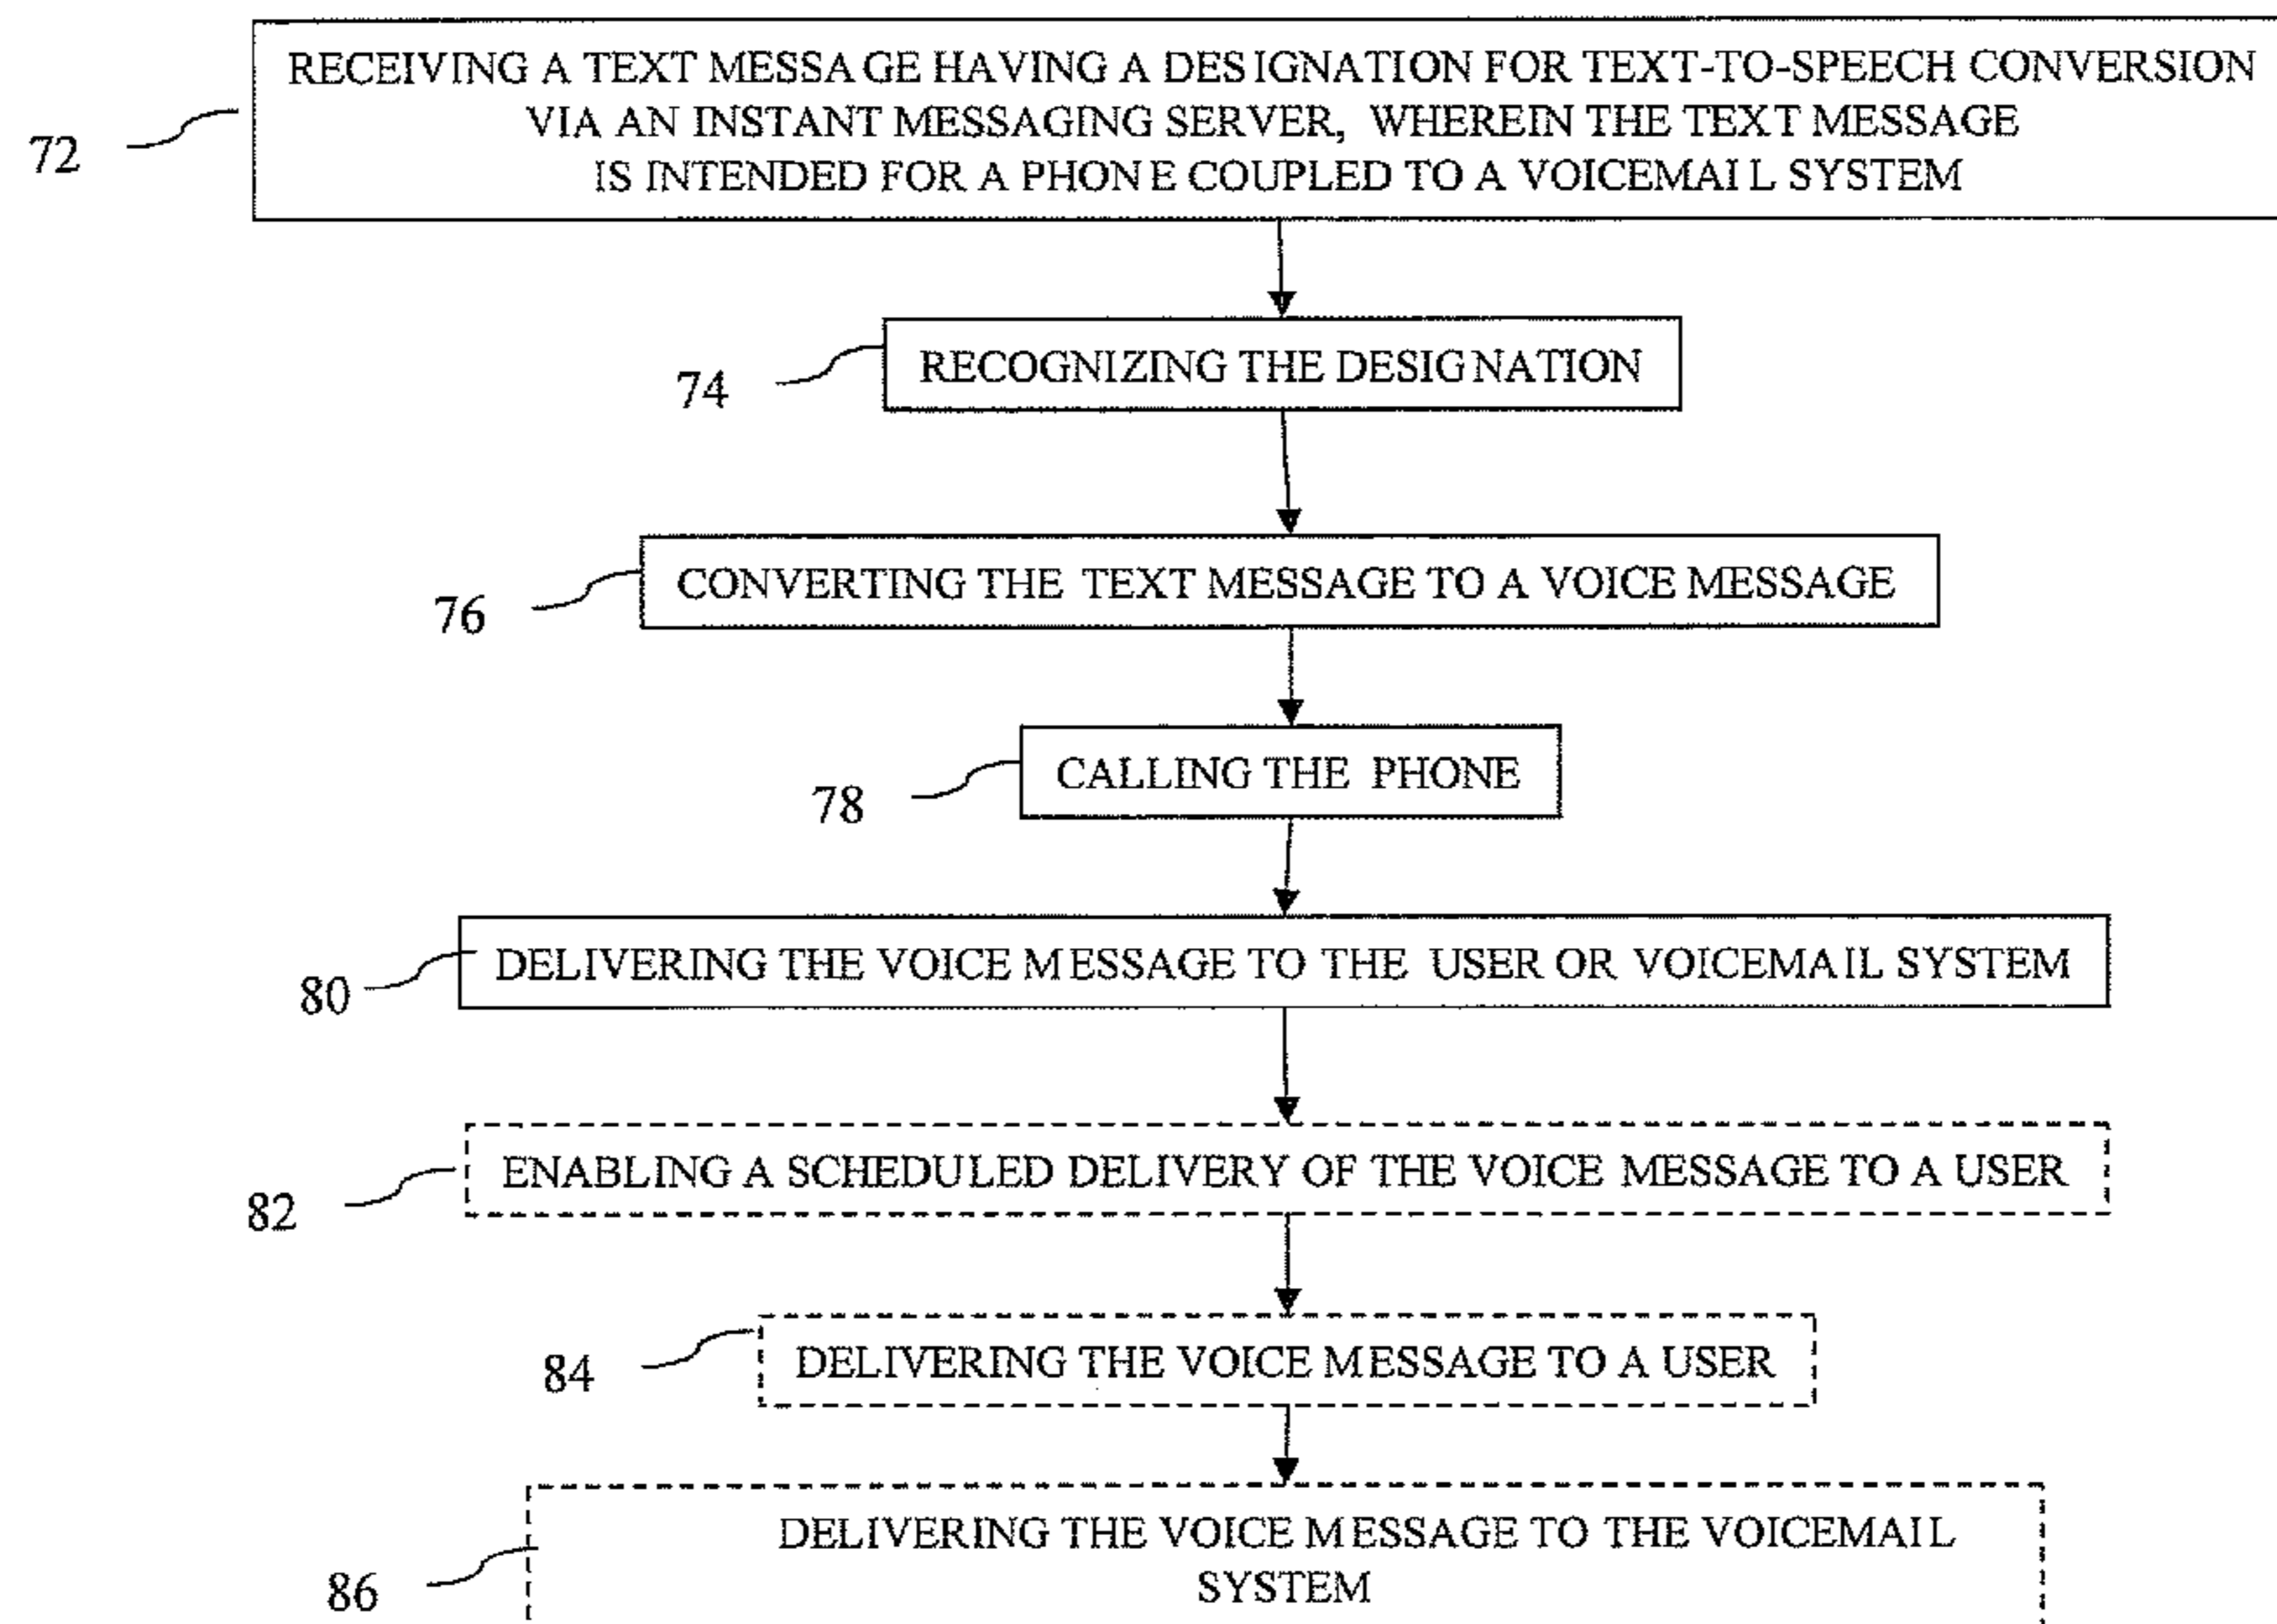 RECEIVING A TEXT MESSAGE HAVING A DESIGNATION FOR TEXT-TO-SPEECH CONVERSION
VIA AN INSTANT MESSAGING SERVER, WHEREIN THE TEXT MESSAGE
IS INTENDED FOR A PHONE COUPLED TO A VOICEMAIL SYSTEM
72
RECOGNIZING THE DESIGNATION
74
CONVERTING THE TEXT MESSAGE TO A VOICE MESSAGE
76
CALLING THE PHONE
78
DELIVERING THE VOICE MESSAGE TO THE USER OR VOICEMAIL SYSTEM
80
ENABLING A SCHEDULED DELIVERY OF THE VOICE MESSAGE TO A USER
82
DELIVERING THE VOICE MESSAGE TO A USER
84
DELIVERING THE VOICE MESSAGE TO THE VOICEMAIL
SYSTEM
86